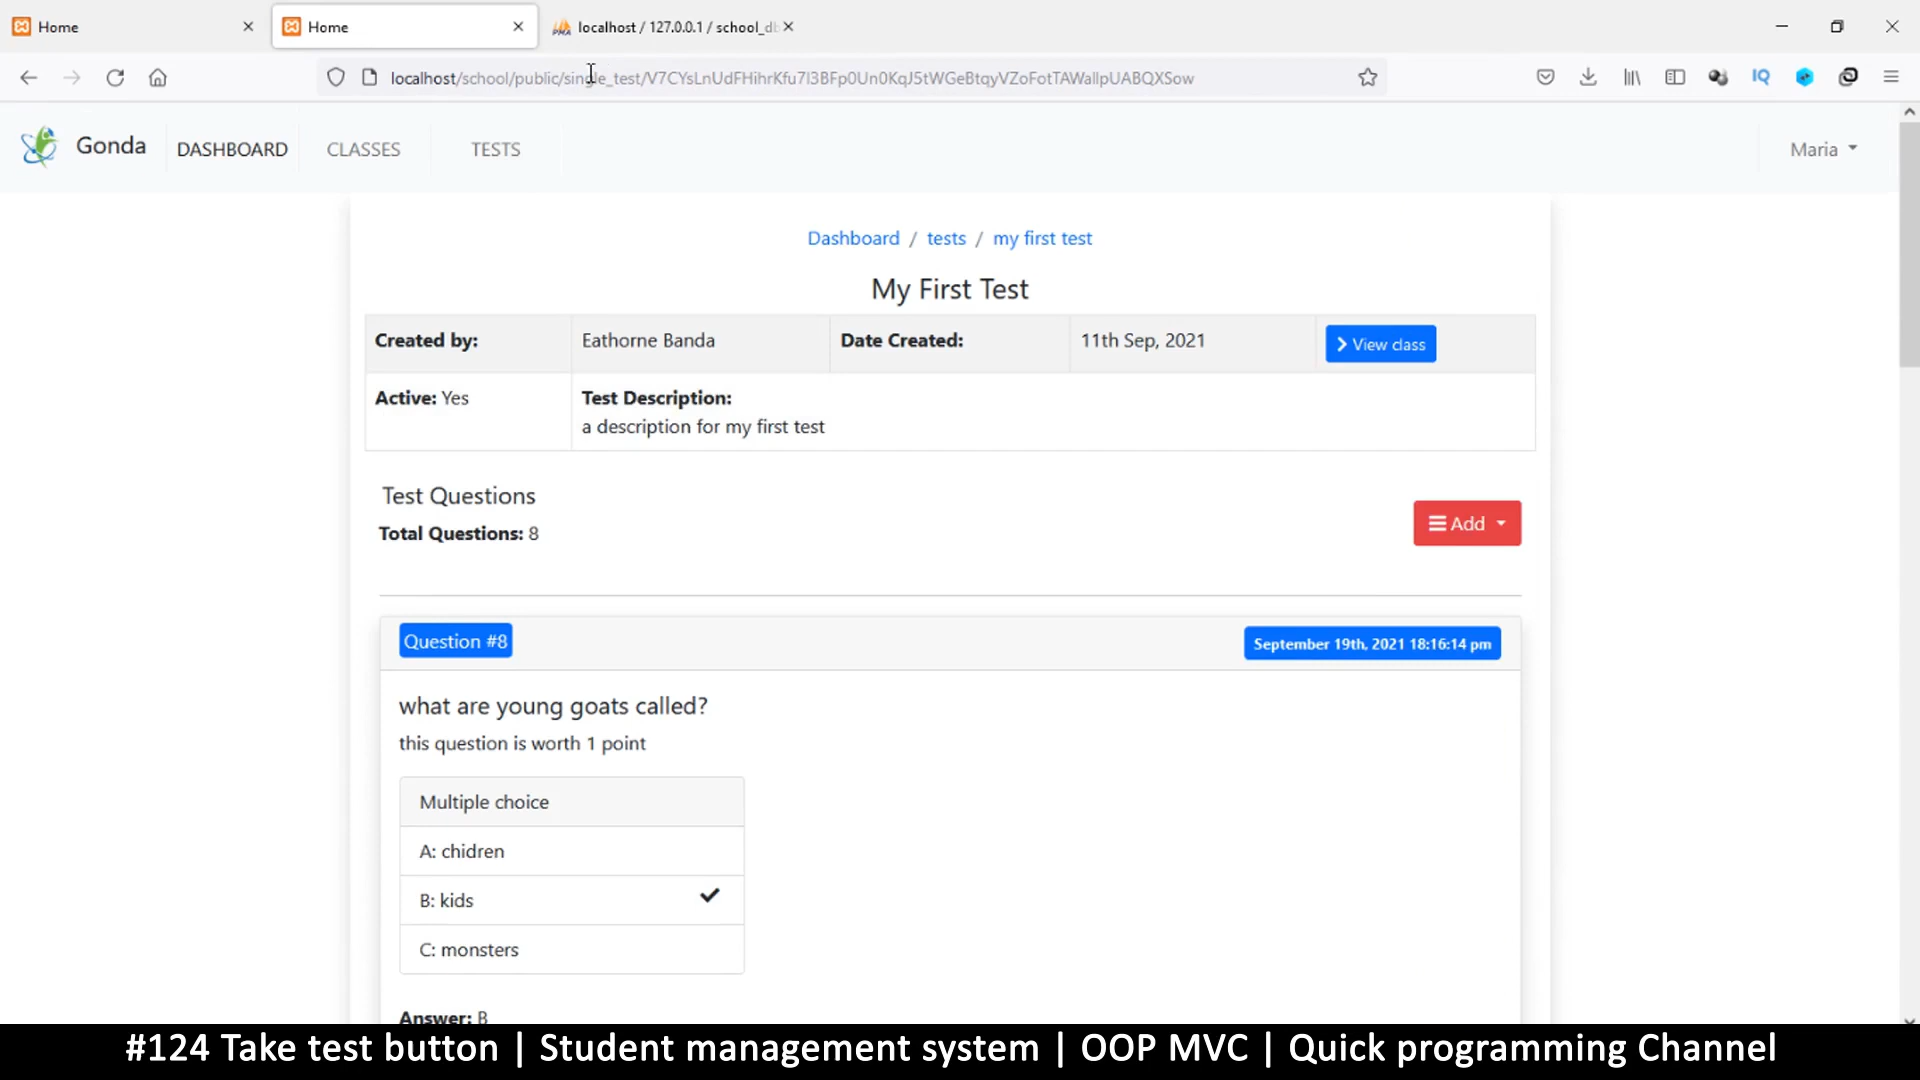 Home
Home
localhost / 127.0.0.1 / school_db
localhost/school/public/single_test/V7CYsLnUdFHihrKfu7I3BFp0Un0KqJ5tWGeBtqyVZoFotTAWallpUABQXSow
IQ
Gonda
DASHBOARD
CLASSES
TESTS
Maria
Dashboard / tests / my first test
My First Test
Created by: Eathorne Banda Date Created: 11th Sep, 2021 View class
Active: Yes
Test Description:
a description for my first test
Test Questions
Total Questions: 8
Add
Question #8
September 19th, 2021 18:16:14 pm
what are young goats called?
this question is worth 1 point
Multiple choice
A: chidren
B: kids
C: monsters
Answer: B
#124 Take test button | Student management system | OOP MVC | Quick programming Channel